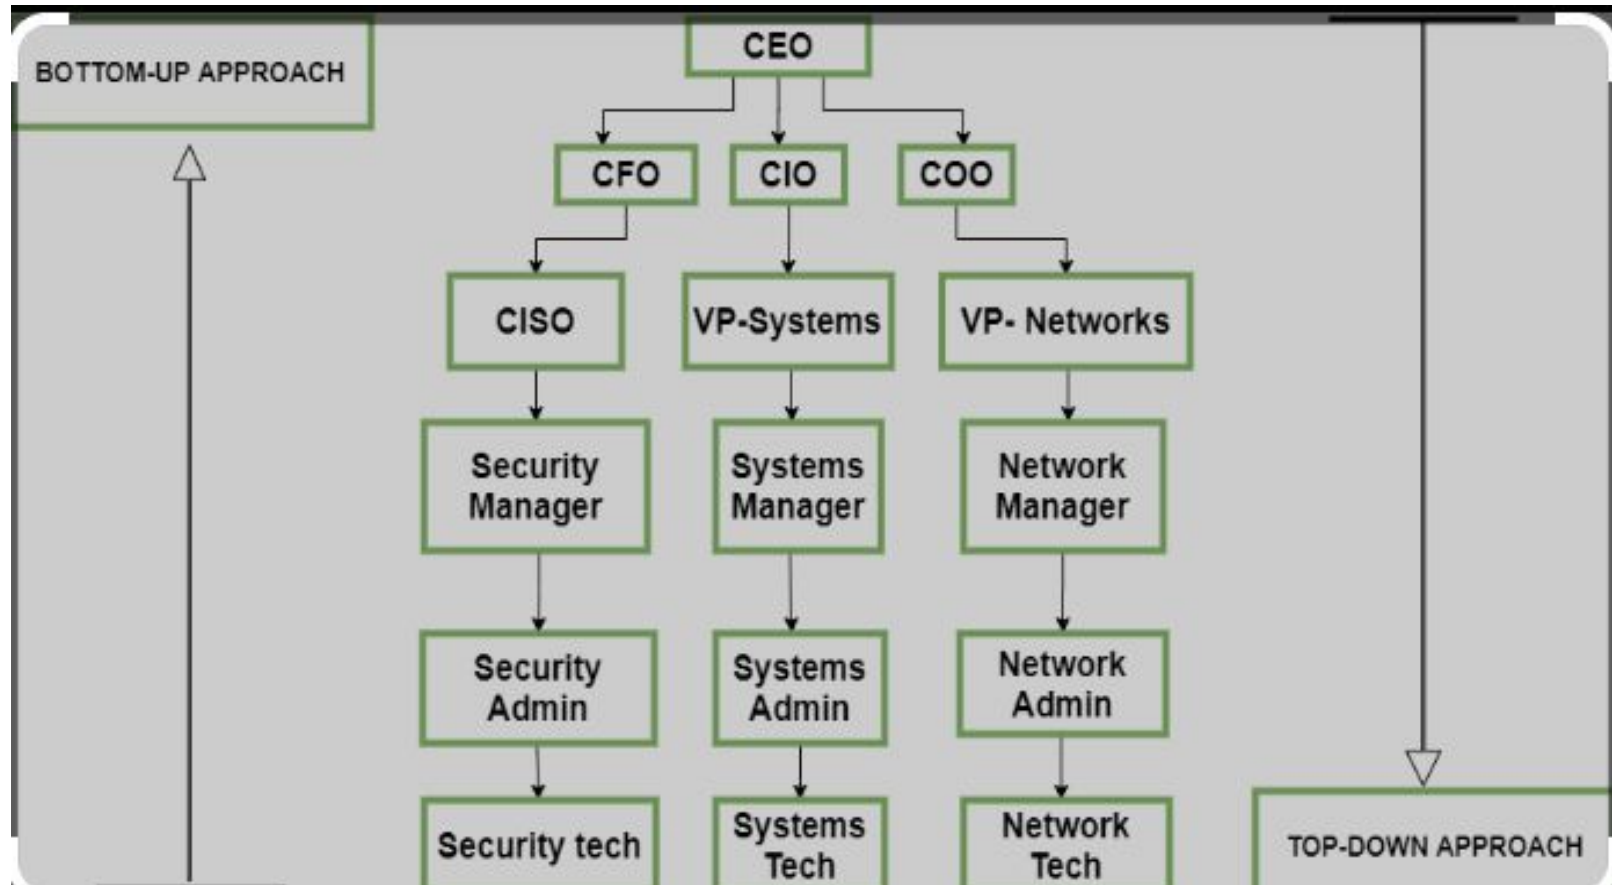 BOTTOM-UP APPROACH
CEO
CFO
CIO
COO
CISO
VP-Systems
VP- Networks
Security
Manager
Systems
Manager
Network
Manager
Security
Admin
Systems
Admin
Network
Admin
Security tech
Systems
Tech
Network
Tech
TOP-DOWN APPROACH